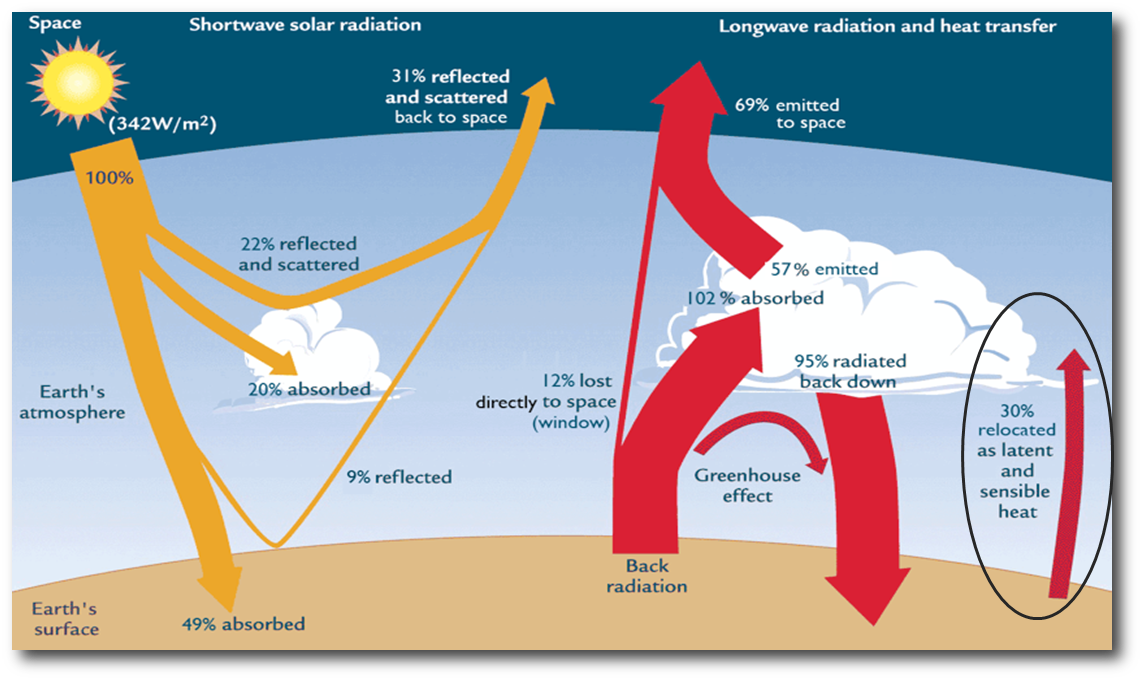 Space
Shortwave solar radiation
Longwave radiation and heat transfer
(342W/m²)
100%
31% reflected
and scattered
back to space
69% emitted
to space
22% reflected
and scattered
57% emitted
102 % absorbed
20% absorbed
95% radiated
back down
Earth's
atmosphere
12% lost
directly to space
(window)
30%
relocated
as latent
and
sensible
heat
9% reflected
Greenhouse
effect
Back
radiation
Earth's
surface
49% absorbed